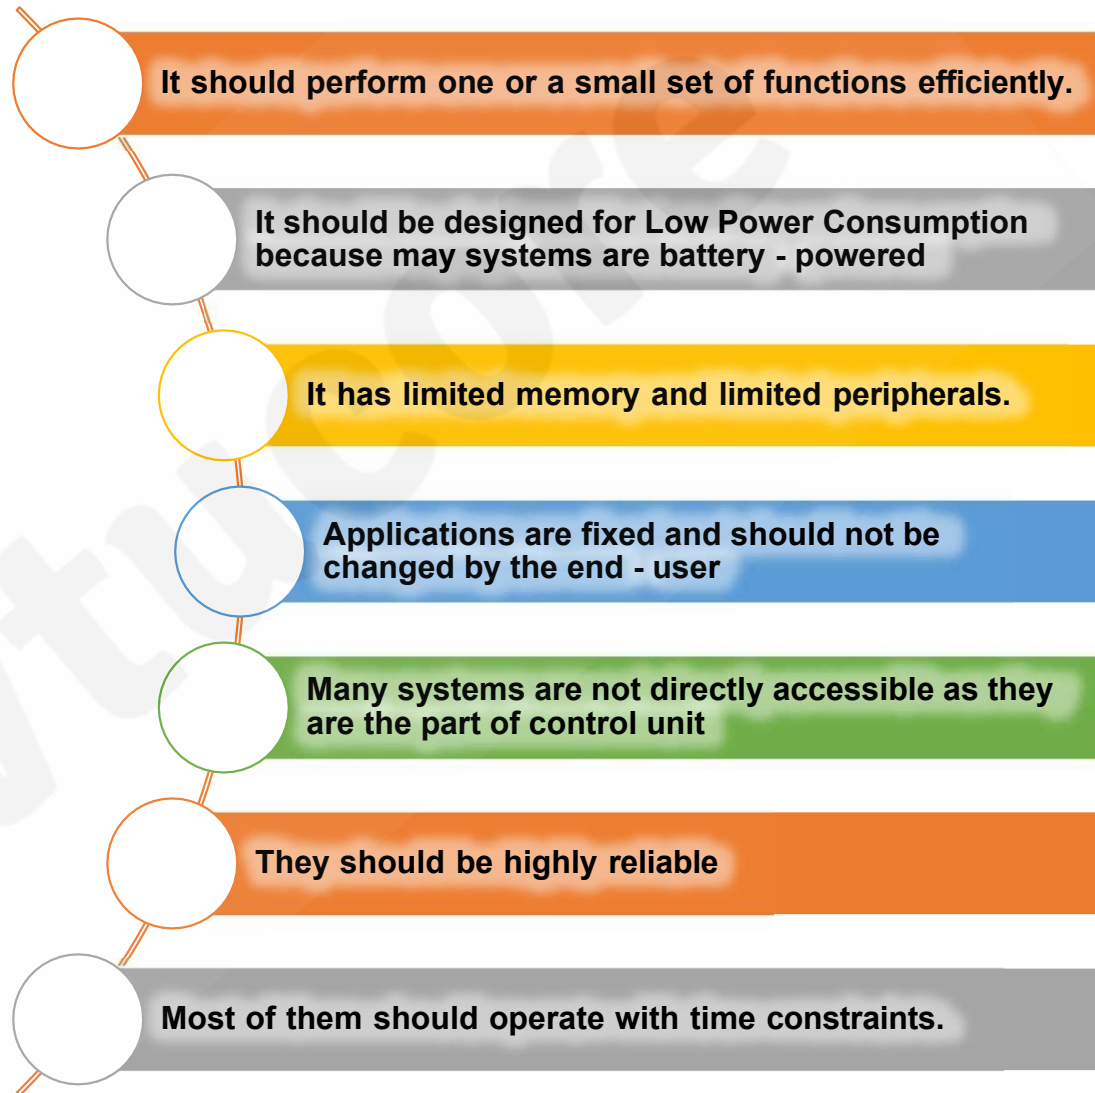 It should perform one or a small set of functions efficiently.
It should be designed for Low Power Consumption
because may systems are battery - powered
It has limited memory and limited peripherals.
Applications are fixed and should not be
changed by the end - user
Many systems are not directly accessible as they
are the part of control unit
They should be highly reliable
Most of them should operate with time constraints.
vtucore